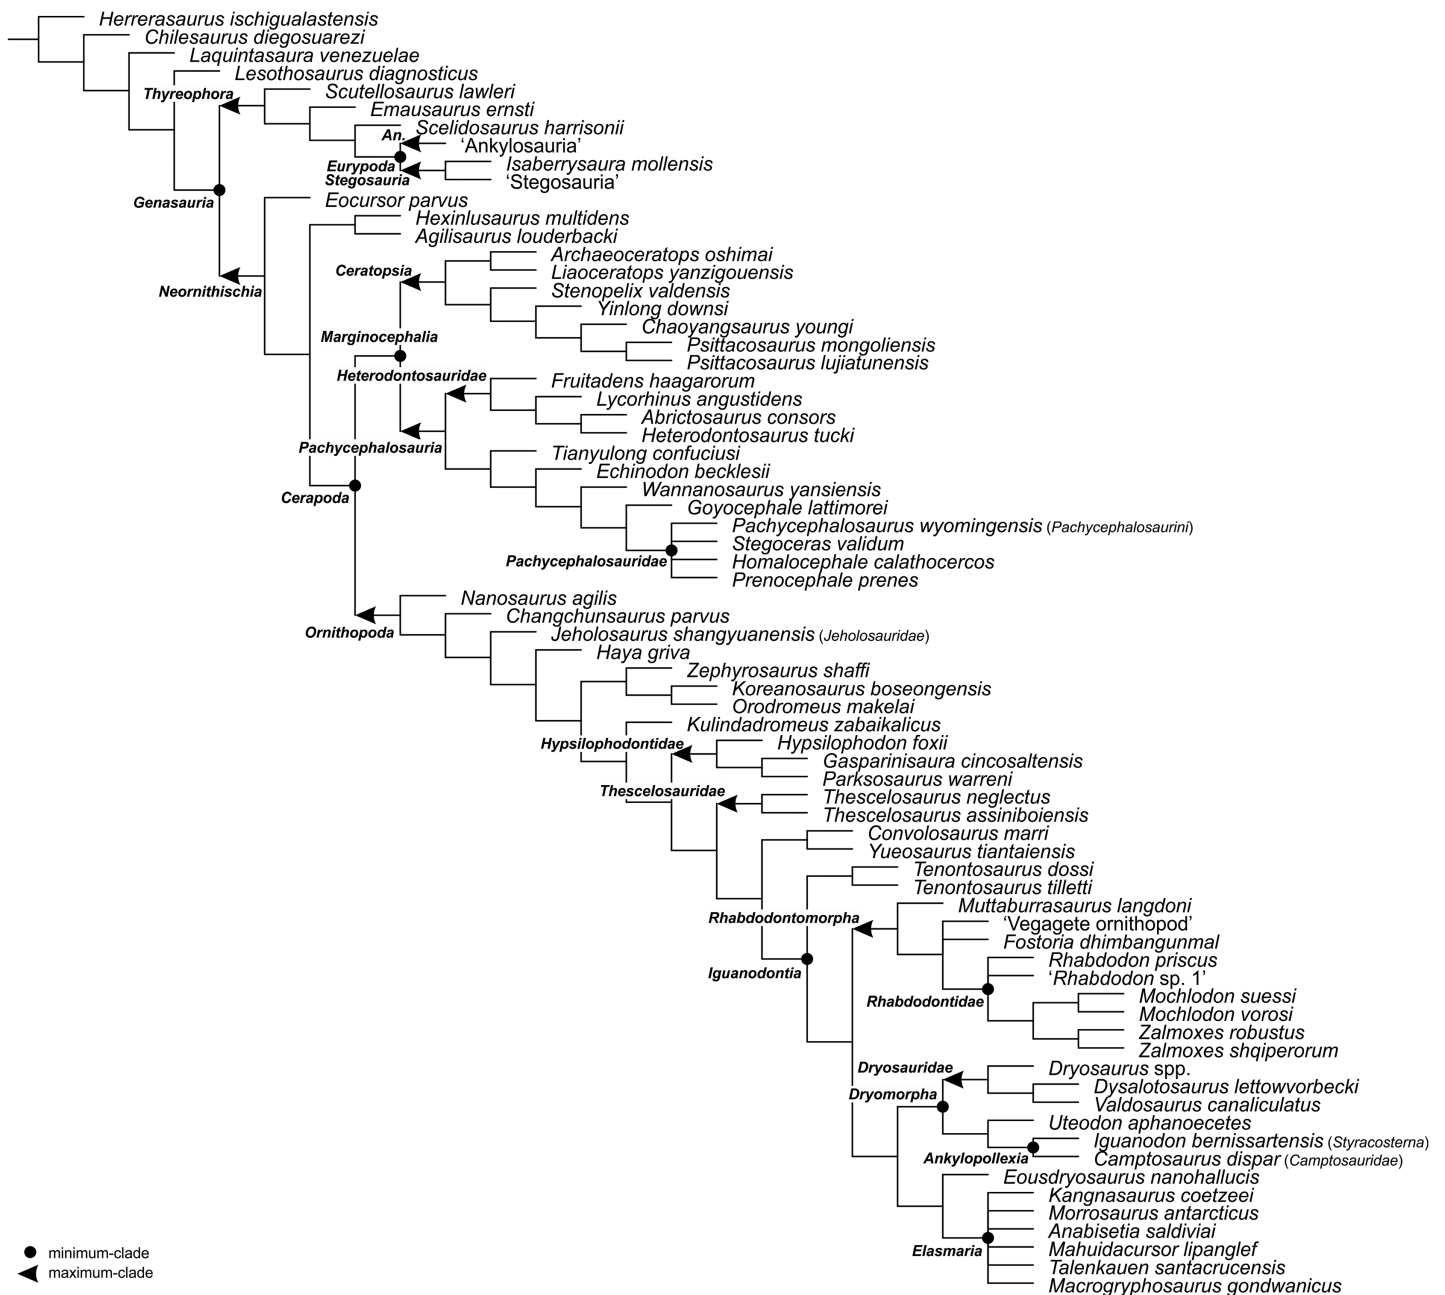 Herrerasaurus ischigualastensis
Chilesaurus diegosuarezi
Laquintasaura venezuelae
Lesothosaurus diagnosticus
Thyreophora
Scutellosaurus lawleri
Emausaurus ernsti
Scelidosaurus harrisonii
An.
‘Ankylosauria’
Eurypoda
Isaberrysaura mollensis
Stegosauria
‘Stegosauria’
Genasauria
Eocursor parvus
Hexinlusaurus multidens
Agilisaurus louderbacki
Archaeoceratops oshimai
Ceratopsia
Liaoceratops yanzigouensis
Neornithischia
Stenopelix valdensis
Yinlong downsi
Chaoyangsaurus youngi
Marginocephalia
Psittacosaurus mongoliensis
Psittacosaurus lujiatunensis
Heterodontosauridae
Fruitadens haagarorum
Lycorhinus angustidens
Abrictosaurus consors
Heterodontosaurus tucki
Pachycephalosauria
Tianyulong confuciusi
Echinodon becklesii
Wannanosaurus yansiensis
Cerapoda
Goyocephale lattimorei
Pachycephalosaurus wyomingensis (Pachycephalosaurini)
Stegoceras validum
Pachycephalosauridae
Homalocephale calathocercos
Prenocephale prenes
Nanosaurus agilis
Changchunsaurus parvus
Ornithopoda
Jeholosaurus shangyuanensis (Jeholosauridae)
Haya griva
Zephyrosaurus shaffi
Koreanosaurus boseongensis
Orodromeus makelai
Kulindadromeus zabaikalicus
Hypsilophodontidae
Hypsilophodon foxii
Gasparinisaura cincosaltensis
Parksosaurus warreni
Thescelosauridae
Thescelosaurus neglectus
Thescelosaurus assiniboiensis
Convolosaurus marri
Yueosaurus tiantaiensis
Tenontosaurus dossi
Tenontosaurus tilletti
Muttaburrasaurus langdoni
Rhabdodontomorpha
‘Vegagete ornithopod’
Fostoria dhimbangunmal
Rhabdodon priscus
Iguanodontia
‘Rhabdodon sp. 1’
Rhabdodontidae
Mochlodon suessi
Mochlodon vorosi
Zalmoxes robustus
Zalmoxes shqiperorum
Dryosauridae
Dryosaurus spp.
Dysalotosaurus lettowvorbecki
Dryomorpha
Valdosaurus canaliculatus
Uteodon aphanoecetes
Iguanodon bernissartensis (Styracosterna)
Ankylopollexia
Camptosaurus dispar (Camptosauridae)
Eousdryosaurus nanohallucis
Kangnasaurus coetzeei
Morrosaurus antarcticus
Anabisetia saldiviai
Elasmaria
Mahuidacursor lipanglef
minimum-clade
Talenkauen santacrucensis
maximum-clade
Macrogryphosaurus gondwanicus